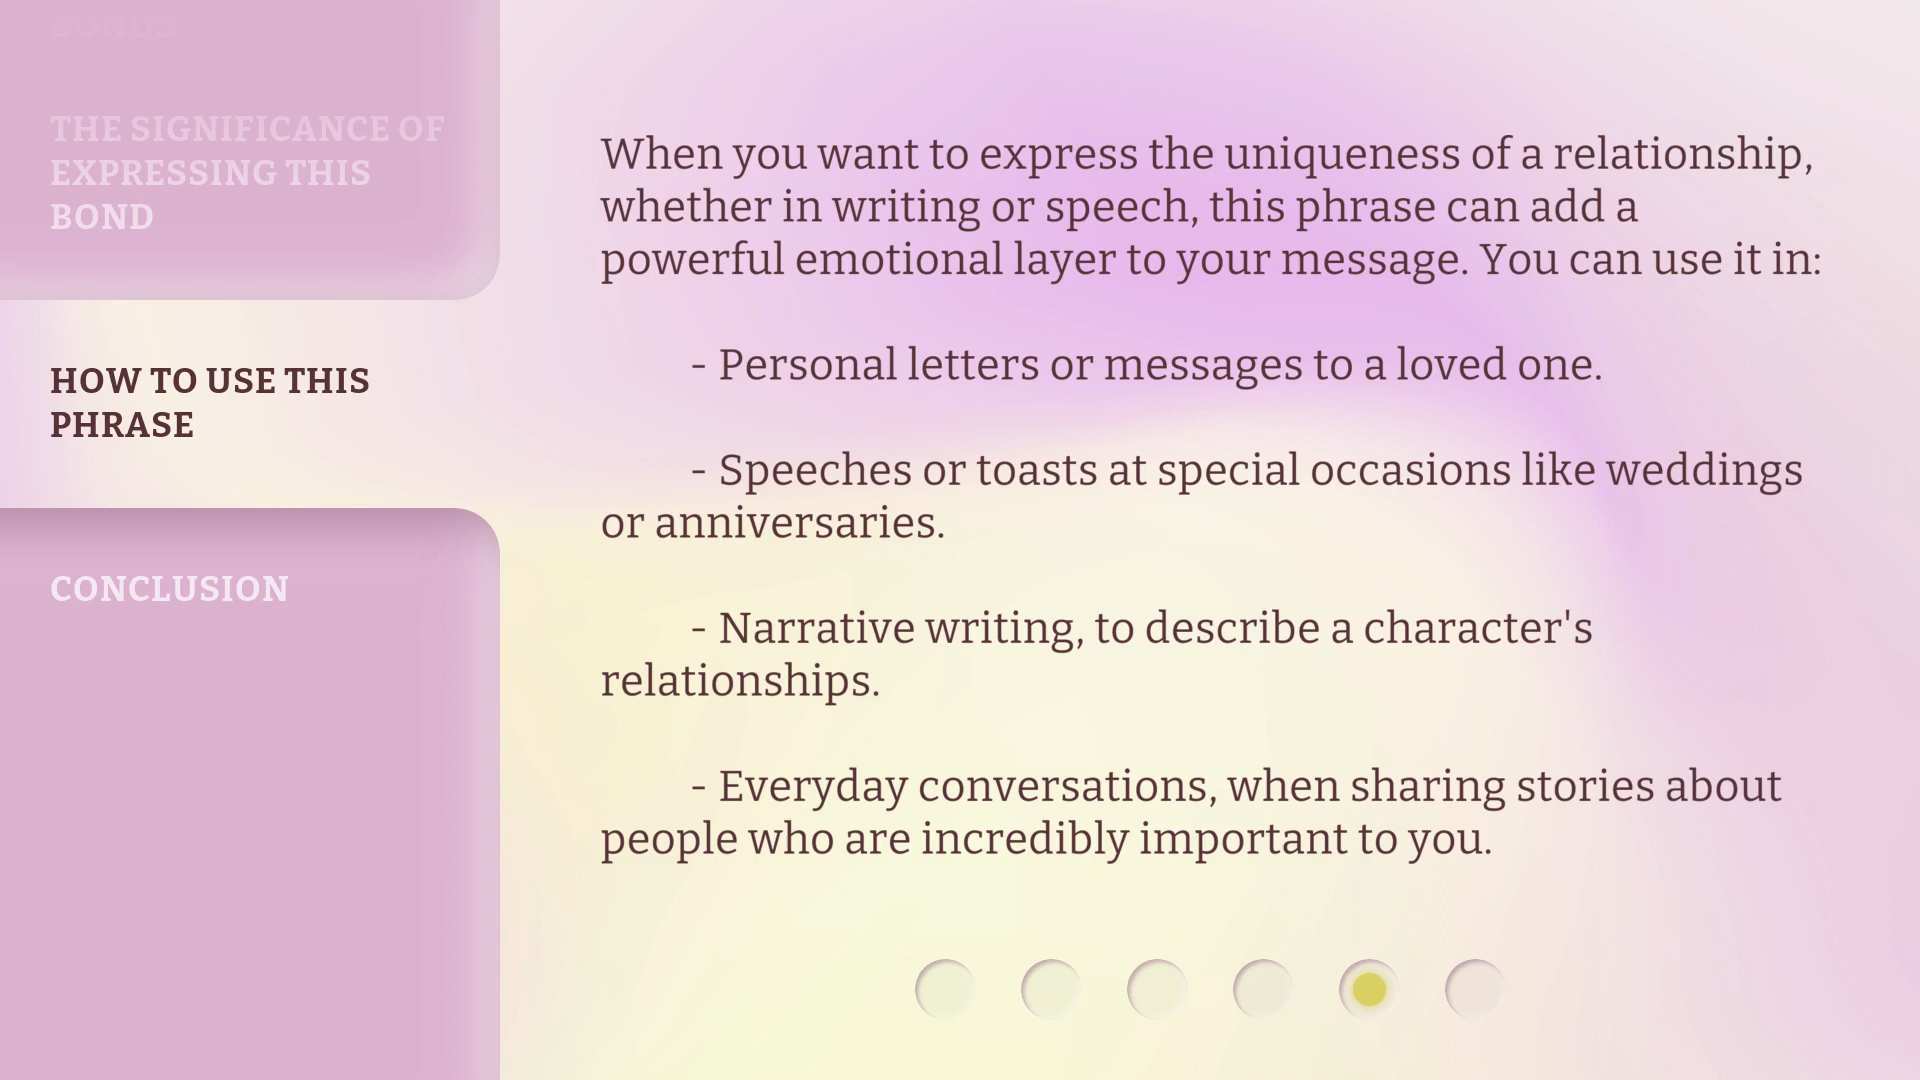 BONDS
THE SIGNIFICANCE OF
EXPRESSING THIS
BOND
HOW TO USE THIS
PHRASE
CONCLUSION
When you want to express the uniqueness of a relationship,
whether in writing or speech, this phrase can add a
powerful emotional layer to your message. You can use it in:
- Personal letters or messages to a loved one.
- Speeches or toasts at special occasions like weddings
or anniversaries.
- Narrative writing, to describe a character's
relationships.
- Everyday conversations, when sharing stories about
people who are incredibly important to you.